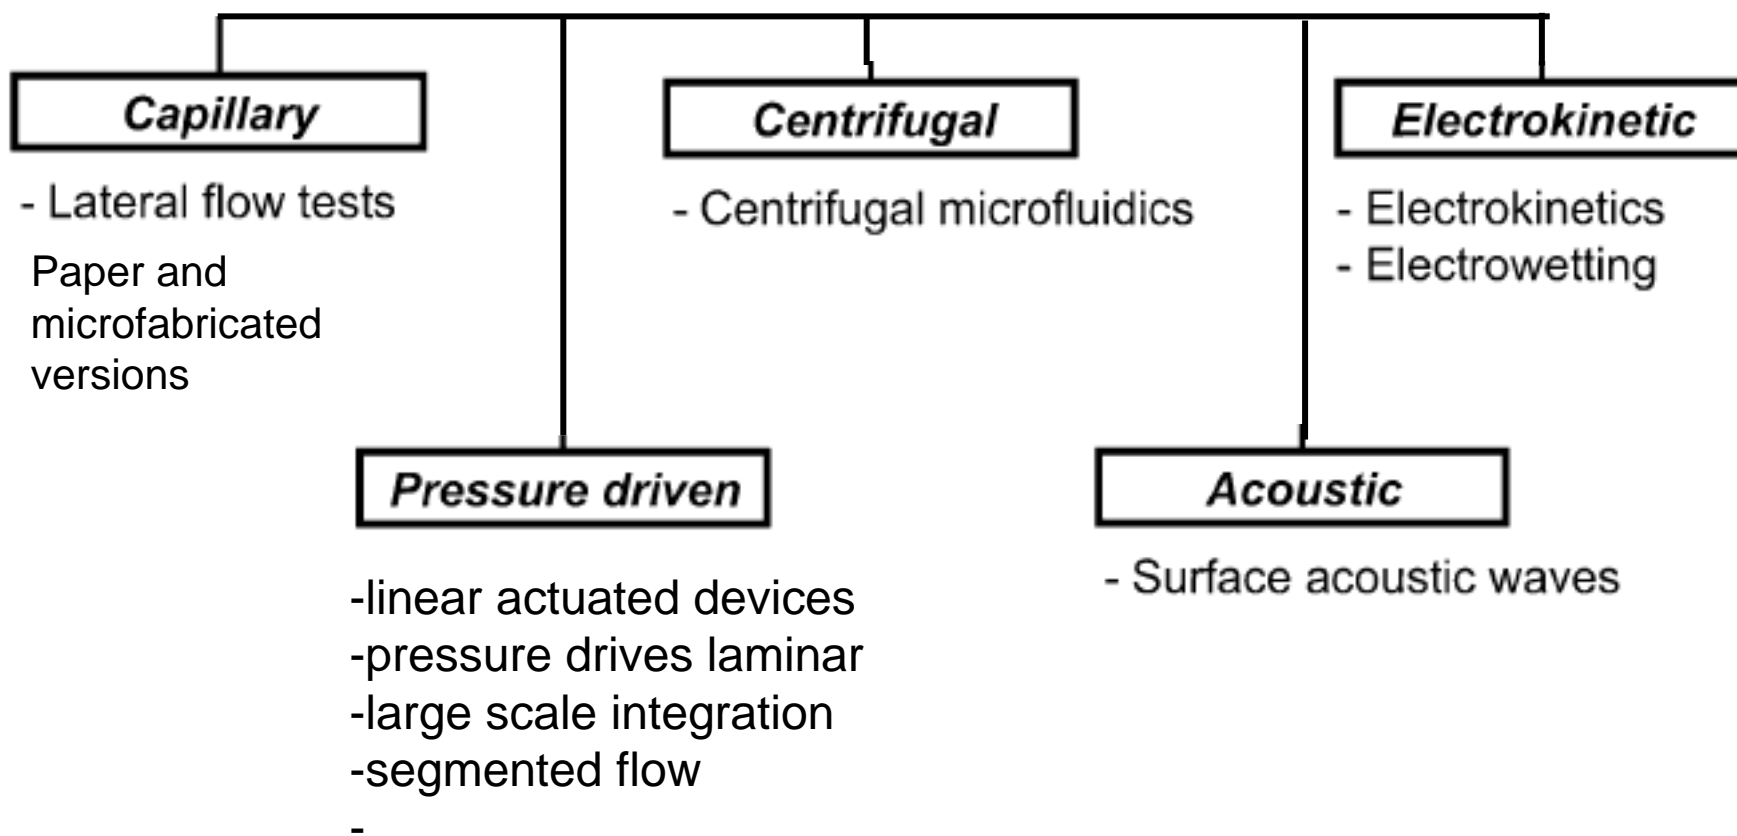 Capillary
- Lateral flow tests
Paper and
microfabricated
versions
Pressure driven
-linear actuated devices
-pressure drives laminar
-large scale integration
-segmented flow
-
Centrifugal
- Centrifugal microfluidics
Acoustic
- Surface acoustic waves
Electrokinetic
- Electrokinetics
- Electrowetting